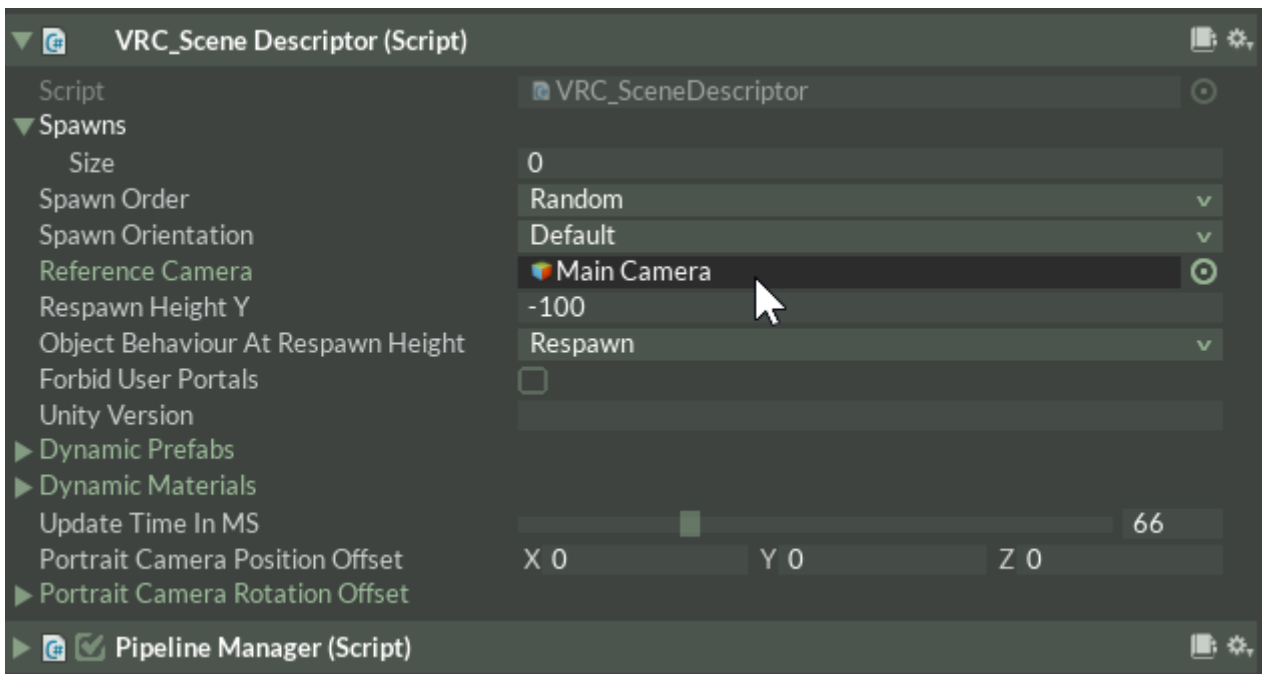 VRC_Scene Descriptor (Script)
Script VRC_SceneDescriptor
Spawns
Size 0
Spawn Order Random
Spawn Orientation Default
Reference Camera Main Camera
Respawn Height Y -100
Object Behaviour At Respawn Height Respawn
Forbid User Portals
Unity Version
Dynamic Prefabs
Dynamic Materials
Update Time In MS 66
Portrait Camera Position Offset X 0 Y 0 Z 0
Portrait Camera Rotation Offset
Pipeline Manager (Script)